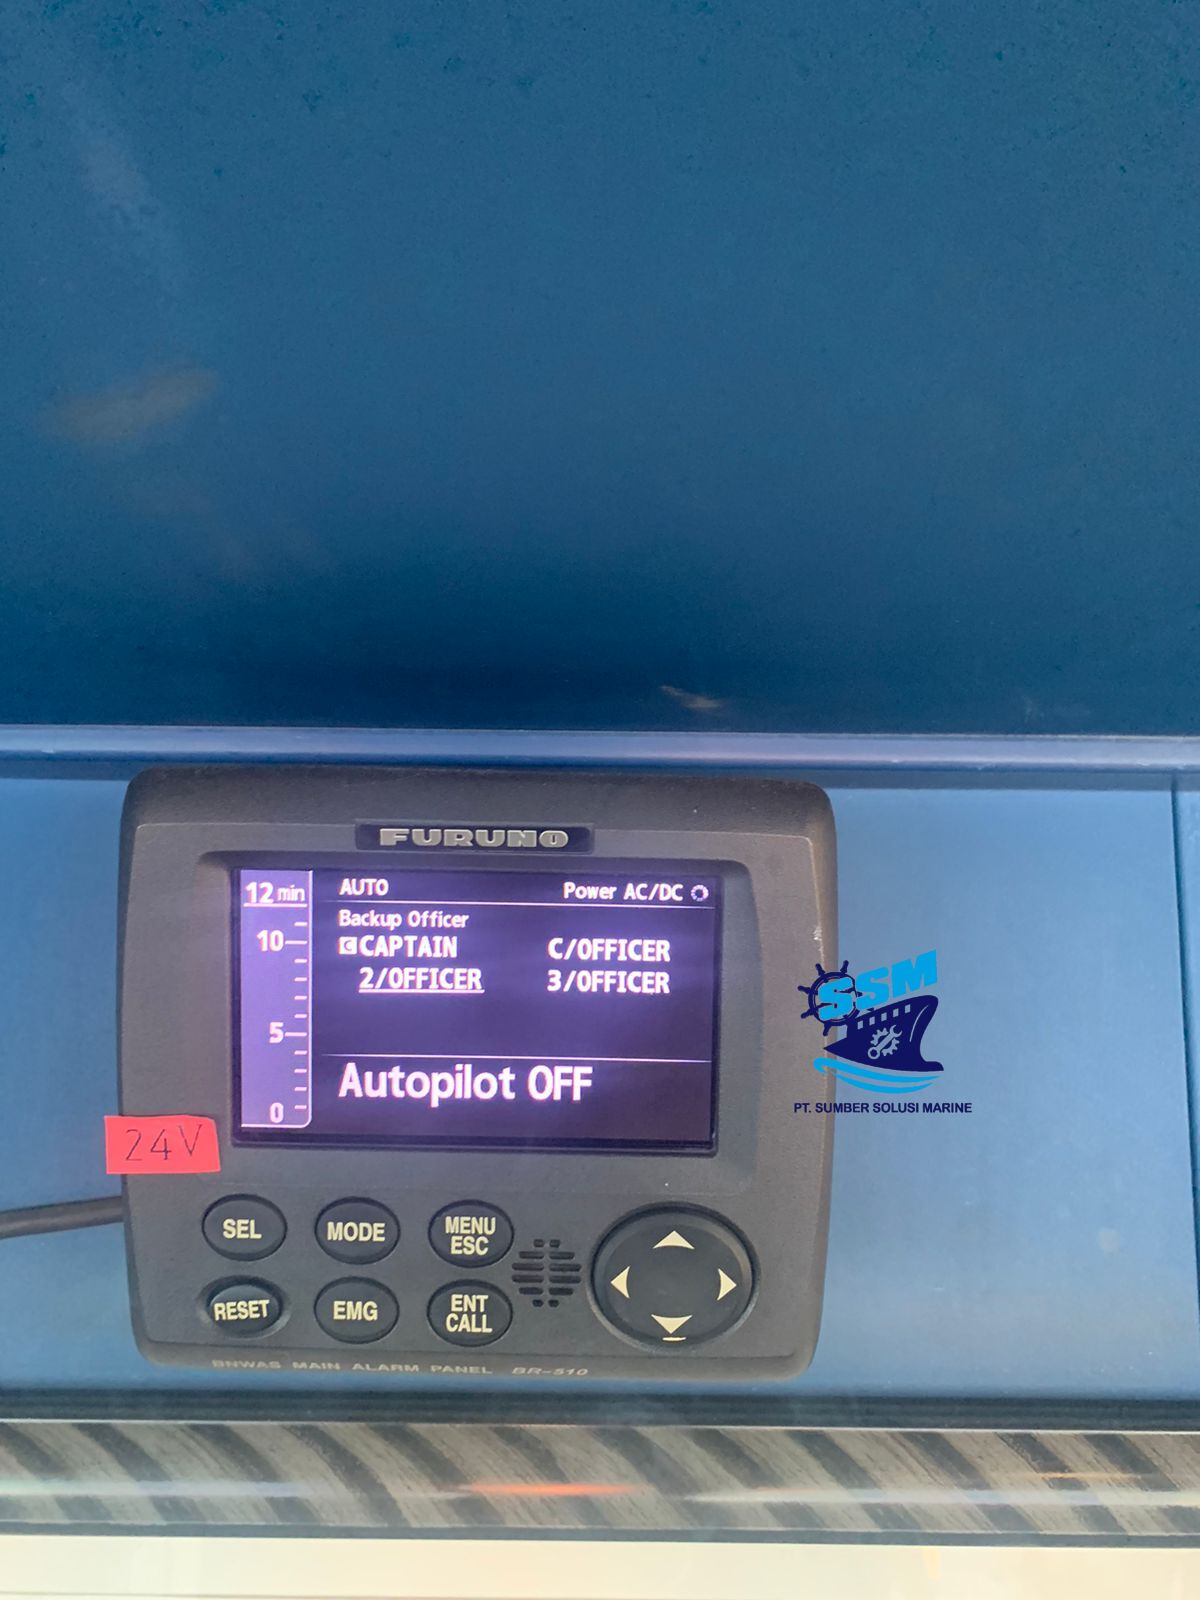 FURUNO
12 min
AUTO
Power AC/DC
Backup Officer
C CAPTAIN
C/OFFICER
2/OFFICER
3/OFFICER
10
5
0
Autopilot OFF
24V
SEL
MODE
MENU
ESC
RESET
EMG
ENT
CALL
BNWAS MAIN ALARM PANEL BR-510
SSM
PT. SUMBER SOLUSI MARINE